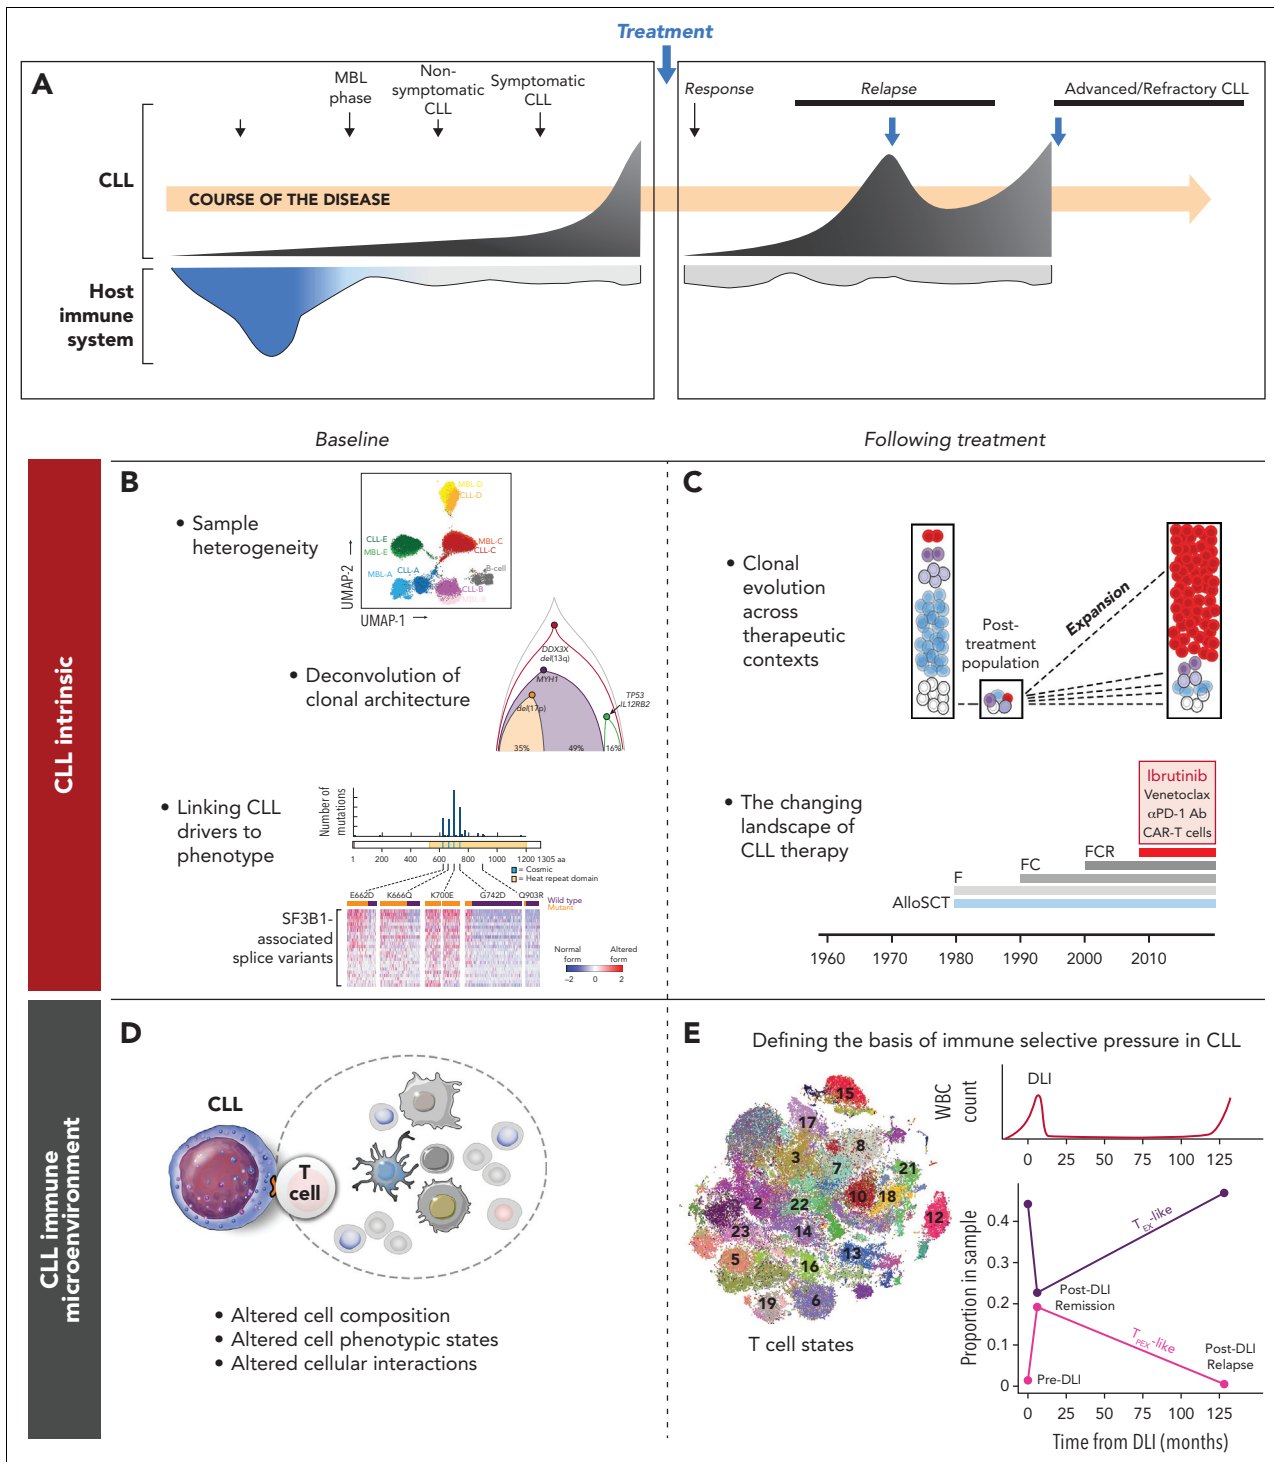 Treatment
A
MBL
phase
Non-
symptomatic
CLL
Symptomatic
CLL
Response
Relapse
Advanced/Refractory CLL
CLL
COURSE OF THE DISEASE
Host
immune
system
Baseline
Following treatment
CLL intrinsic
B
• Sample
heterogeneity
MBL-D
CLL-D
CLL-E
MBL-E
MBL-C
CLL-C
MBL-A
CLL-A
B-cell
CLL-B
MBL-B
UMAP-2
UMAP-1
• Deconvolution of
clonal architecture
DDX3X
del(13q)
MYH1
del(17p)
TP53
IL12RB2
35%
49%
16%
• Linking CLL
drivers to
phenotype
Number of
mutations
1 200 400 600 800 1000 1200 1305 aa
= Cosmic
= Heat repeat domain
E662D K666Q K700E G742D Q903R
Wild type
Mutant
SF3B1-
associated
splice variants
Normal
form
Altered
form
−2 0 2
C
• Clonal
evolution
across
therapeutic
contexts
Post-
treatment
population
Expansion
• The changing
landscape of
CLL therapy
Ibrutinib
Venetoclax
αPD-1 Ab
CAR-T cells
FCR
FC
F
AlloSCT
1960 1970 1980 1990 2000 2010
CLL immune
microenvironment
D
CLL
T
cell
• Altered cell composition
• Altered cell phenotypic states
• Altered cellular interactions
E
Defining the basis of immune selective pressure in CLL
15
17
3
8
7
21
2
22
10
18
12
23
14
13
5
16
19
6
T cell states
WBC
count
DLI
0 25 50 75 100 125
Proportion in sample
0.4
0.3
0.2
0.1
0
TEX-like
Post-DLI
Remission
TPEX-like
Post-DLI
Relapse
Pre-DLI
0 25 50 75 100 125
Time from DLI (months)